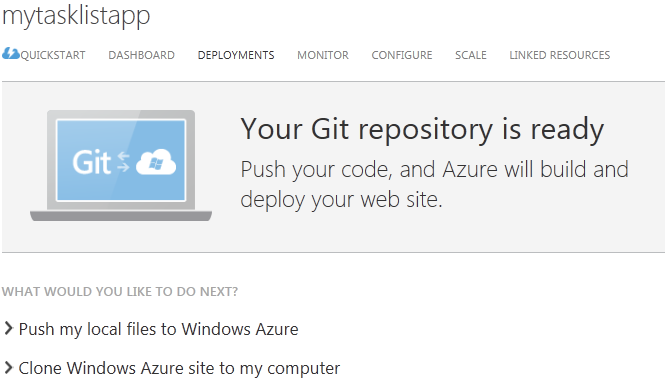 mytasklistapp
QUICKSTART DASHBOARD DEPLOYMENTS MONITOR CONFIGURE SCALE LINKED RESOURCES
Git
Your Git repository is ready
Push your code, and Azure will build and
deploy your web site.
WHAT WOULD YOU LIKE TO DO NEXT?
Push my local files to Windows Azure
Clone Windows Azure site to my computer